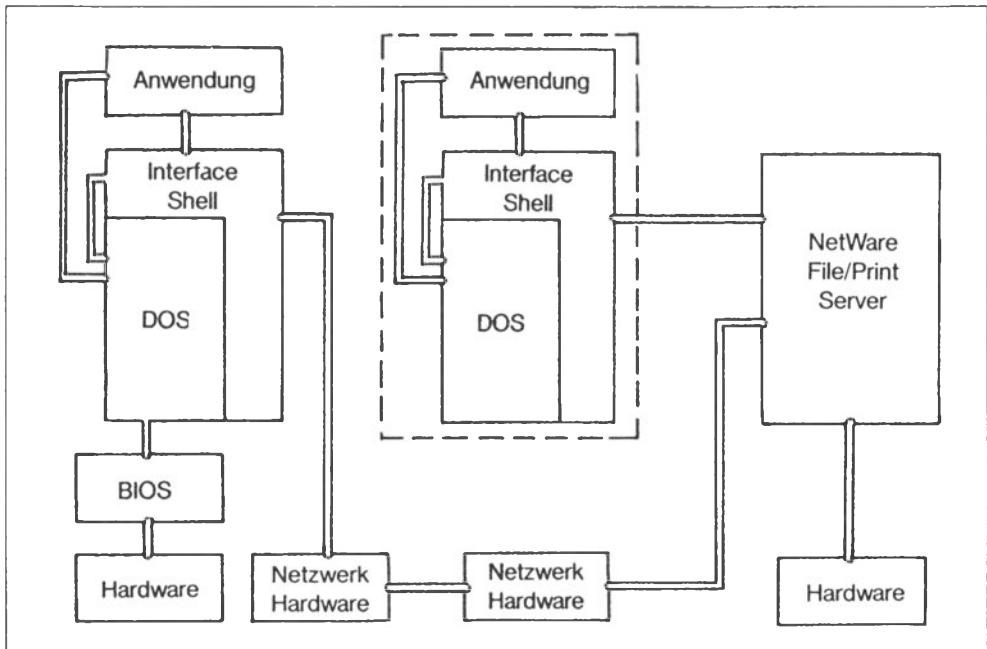 Anwendung
Interface
Shell
DOS
BIOS
Hardware
Netzwerk
Hardware
Anwendung
Interface
Shell
DOS
Netzwerk
Hardware
NetWare
File/Print
Server
Hardware